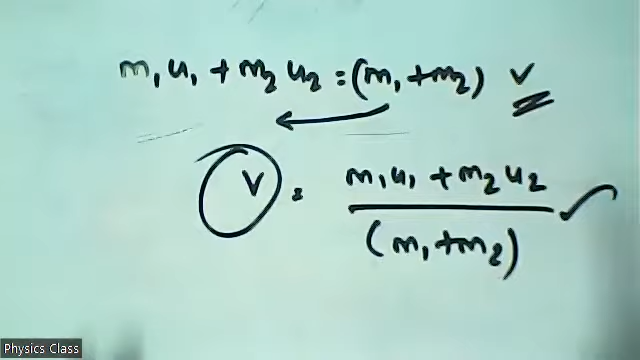 m₁u₁ + m₂u₂ = (m₁ + m₂) v
v = m₁u₁ + m₂u₂
(m₁ + m₂)
Physics Class